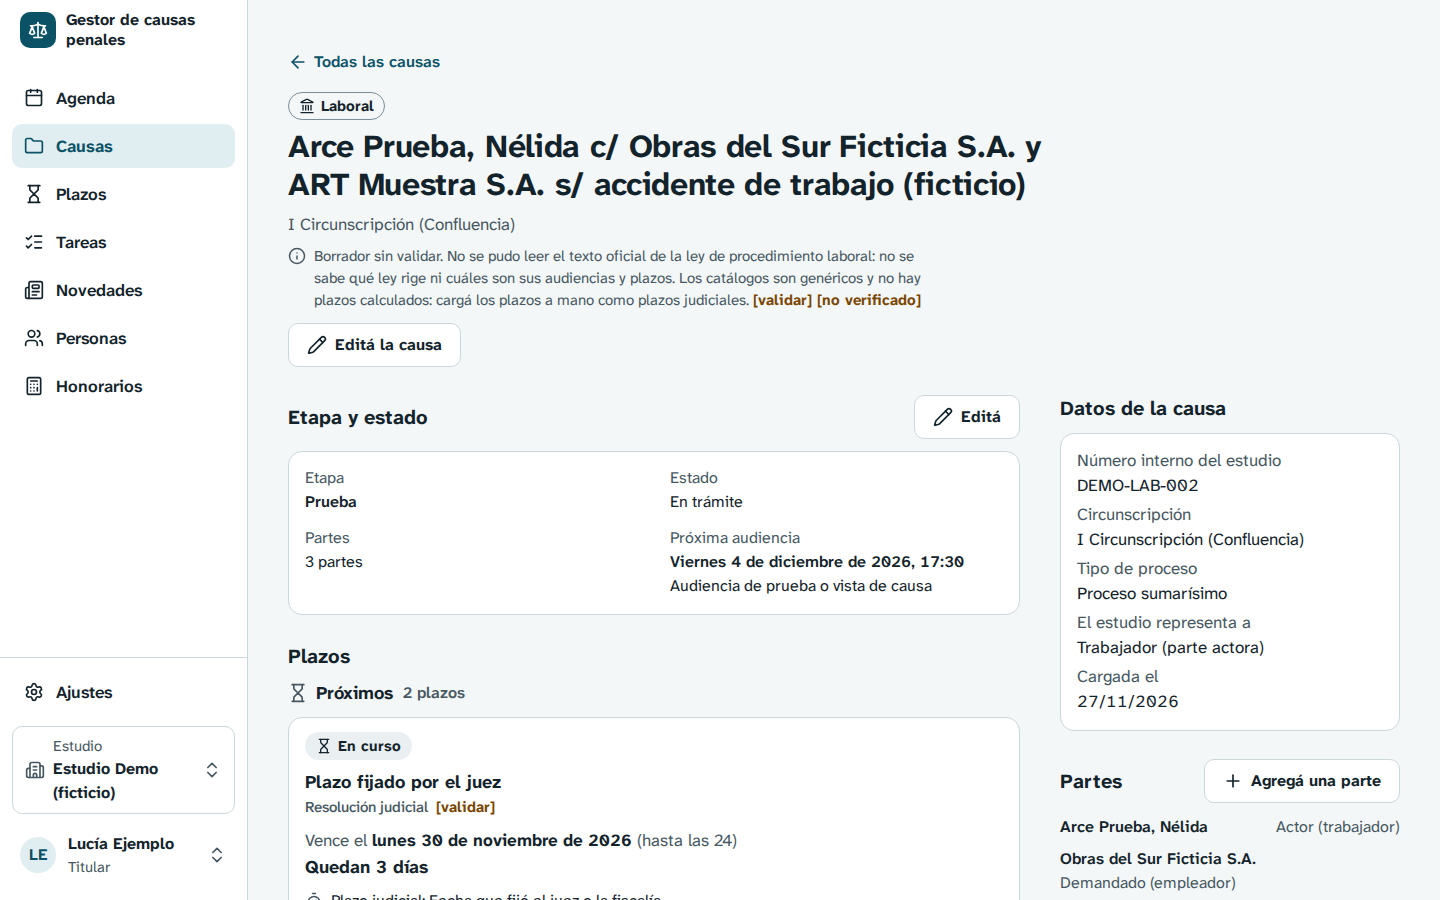 Gestor de causas
penales
Agenda
Causas
Plazos
Tareas
Novedades
Personas
Honorarios
Ajustes
Estudio
Estudio Demo
(ficticio)
LE
Lucía Ejemplo
Titular
Todas las causas
Laboral
Arce Prueba, Nélida c/ Obras del Sur Ficticia S.A. y
ART Muestra S.A. s/ accidente de trabajo (ficticio)
I Circunscripción (Confluencia)
Borrador sin validar. No se pudo leer el texto oficial de la ley de procedimiento laboral: no se
sabe qué ley rige ni cuáles son sus audiencias y plazos. Los catálogos son genéricos y no hay
plazos calculados: cargá los plazos a mano como plazos judiciales. [validar] [no verificado]
Editá la causa
Etapa y estado
Editá
Etapa
Prueba
Estado
En trámite
Partes
3 partes
Próxima audiencia
Viernes 4 de diciembre de 2026, 17:30
Audiencia de prueba o vista de causa
Plazos
Próximos 2 plazos
En curso
Plazo fijado por el juez
Resolución judicial [validar]
Vence el lunes 30 de noviembre de 2026 (hasta las 24)
Quedan 3 días
Plazo judicial: Fecha que fijó el juez o la fiscalía
Datos de la causa
Número interno del estudio
DEMO-LAB-002
Circunscripción
I Circunscripción (Confluencia)
Tipo de proceso
Proceso sumarísimo
El estudio representa a
Trabajador (parte actora)
Cargada el
27/11/2026
Partes
Agregá una parte
Arce Prueba, Nélida
Actor (trabajador)
Obras del Sur Ficticia S.A.
Demandado (empleador)